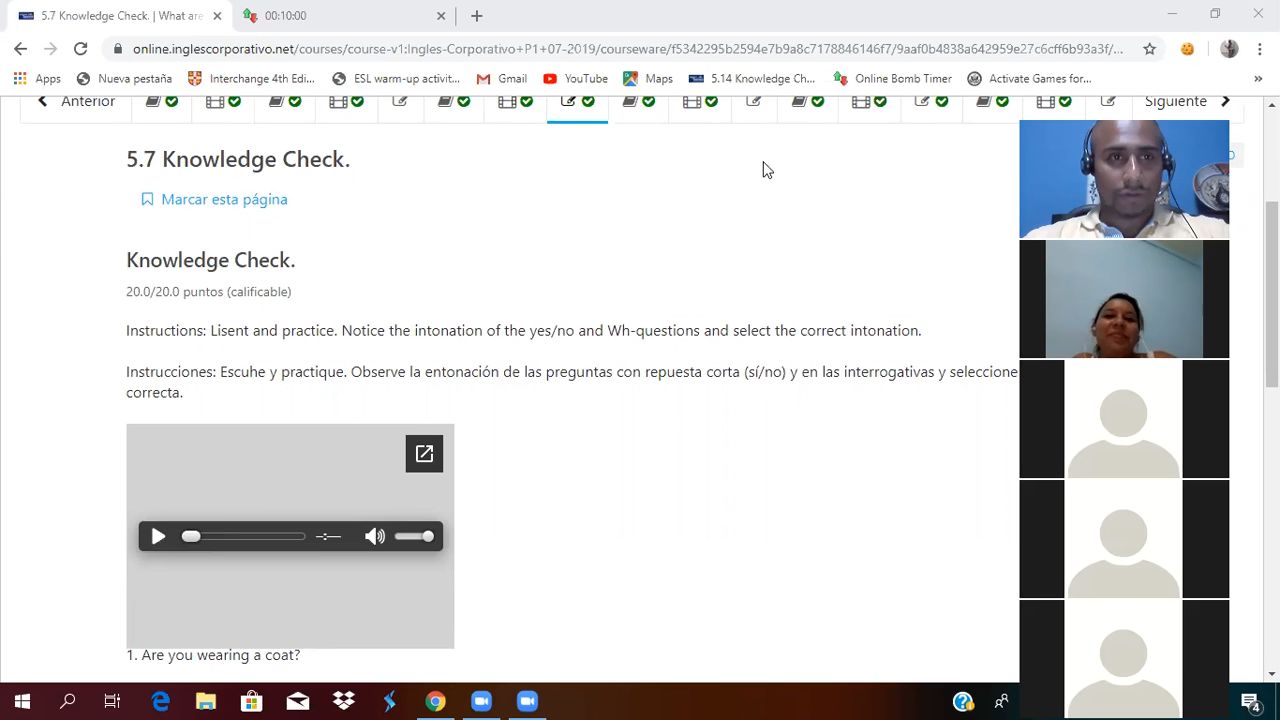 5.7 Knowledge Check. | What are
00:10:00
online.inglescorporativo.net/courses/course-v1:Ingles-Corporativo+P1+07-2019/courseware/f5342295b2594e7b9a8c7178846146f7/9aaf0b4838a642959e27c6cff6b93a3f/...
Apps Nueva pestaña Interchange 4th Edi... ESL warm-up activit... Gmail YouTube Maps 5.14 Knowledge Ch... Online Bomb Timer Activate Games for... »
Anterior Siguiente
5.7 Knowledge Check.
Marcar esta página
Knowledge Check.
20.0/20.0 puntos (calificable)
Instructions: Lisent and practice. Notice the intonation of the yes/no and Wh-questions and select the correct intonation.
Instrucciones: Escuhe y practique. Observe la entonación de las preguntas con repuesta corta (sí/no) y en las interrogativas y seleccione
correcta.
-:--
1. Are you wearing a coat?
4